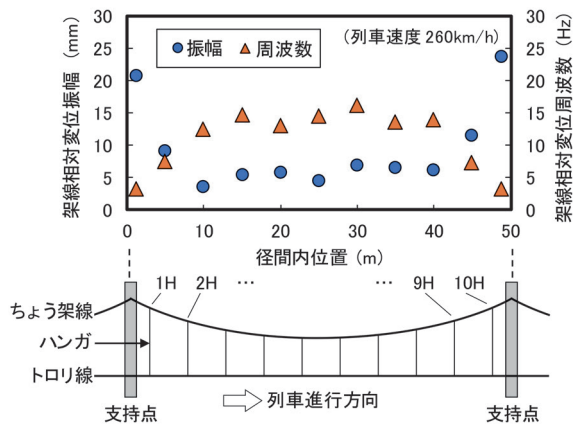 架線相対変位振幅 (mm)
30
25
20
15
10
5
0
振幅 周波数
(列車速度 260km/h)
30
25
20
15
10
5
0
架線相対変位周波数 (Hz)
0 10 20 30 40 50
径間内位置 (m)
1H 2H … … 9H 10H
ちょう架線
ハンガ
トロリ線
支持点
列車進行方向
支持点